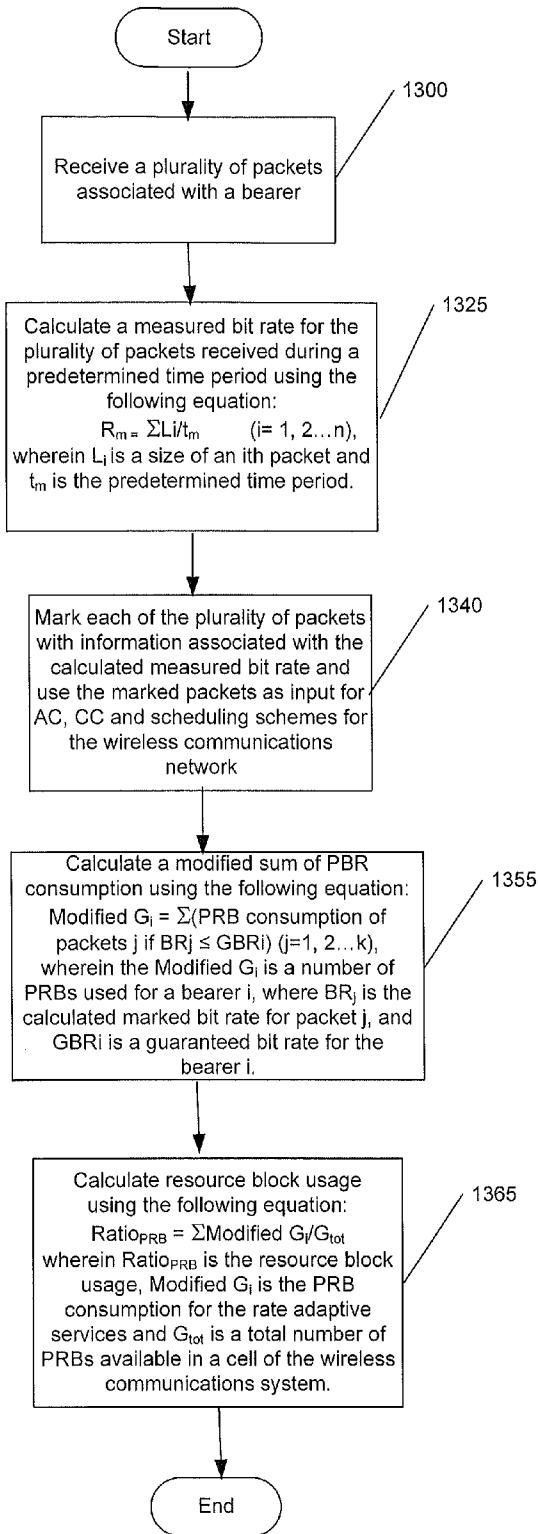 Start
1300
Receive a plurality of packets
associated with a bearer
1325
Calculate a measured bit rate for the
plurality of packets received during a
predetermined time period using the
following equation:
Rₘ = ΣLi/tₘ (i= 1, 2...n),
wherein Lᵢ is a size of an ith packet and
tₘ is the predetermined time period.
1340
Mark each of the plurality of packets
with information associated with the
calculated measured bit rate and
use the marked packets as input for
AC, CC and scheduling schemes for
the wireless communications
network
1355
Calculate a modified sum of PBR
consumption using the following equation:
Modified Gᵢ = Σ(PRB consumption of
packets j if BRj ≤ GBRi) (j=1, 2...k),
wherein the Modified Gᵢ is a number of
PRBs used for a bearer i, where BRⱼ is the
calculated marked bit rate for packet j, and
GBRi is a guaranteed bit rate for the
bearer i.
1365
Calculate resource block usage
using the following equation:
Ratio_PRB = ΣModified Gᵢ/G_tot
wherein Ratio_PRB is the resource block
usage, Modified Gᵢ is the PRB
consumption for the rate adaptive
services and G_tot is a total number of
PRBs available in a cell of the wireless
communications system.
End